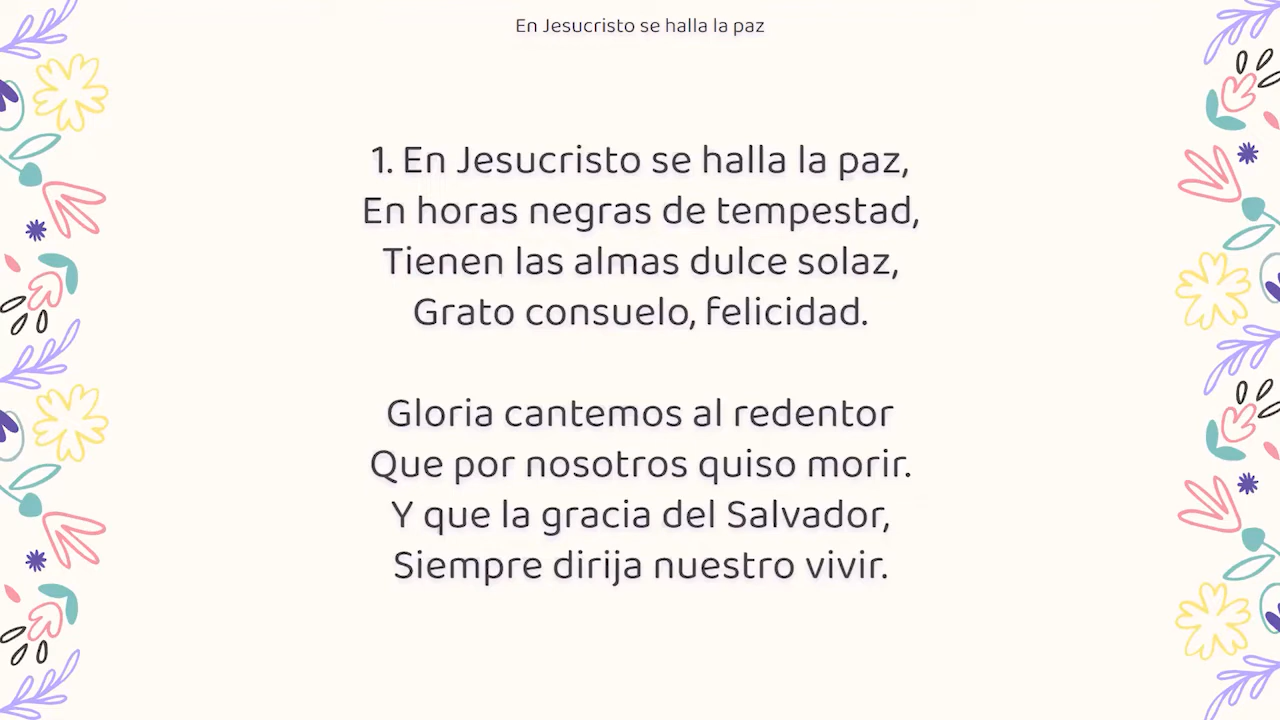 En Jesucristo se halla la paz
1. En Jesucristo se halla la paz,
En horas negras de tempestad,
Tienen las almas dulce solaz,
Grato consuelo, felicidad.
Gloria cantemos al redentor
Que por nosotros quiso morir.
Y que la gracia del Salvador,
Siempre dirija nuestro vivir.